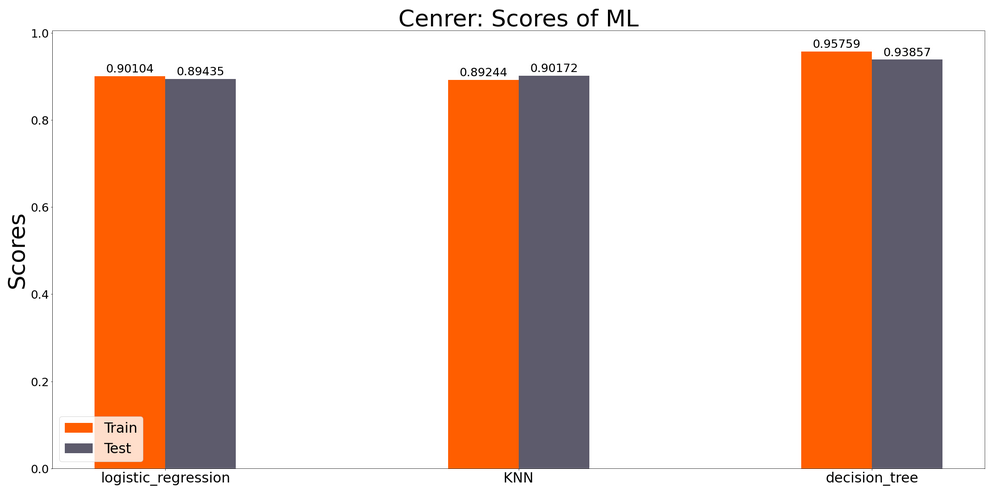 Cenrer: Scores of ML
Scores
1.0
0.8
0.6
0.4
0.2
0.0
0.90104
0.89435
0.89244
0.90172
0.95759
0.93857
Train
Test
logistic_regression
KNN
decision_tree